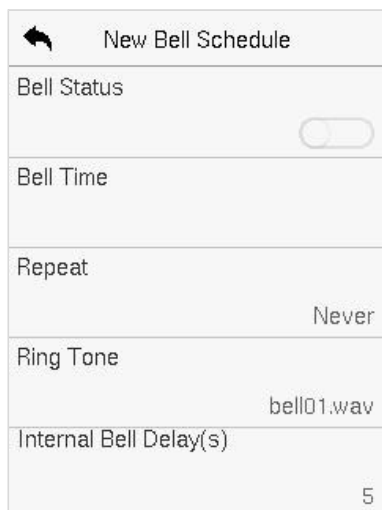 New Bell Schedule
Bell Status
Bell Time
Repeat
Never
Ring Tone
bell01.wav
Internal Bell Delay(s)
5